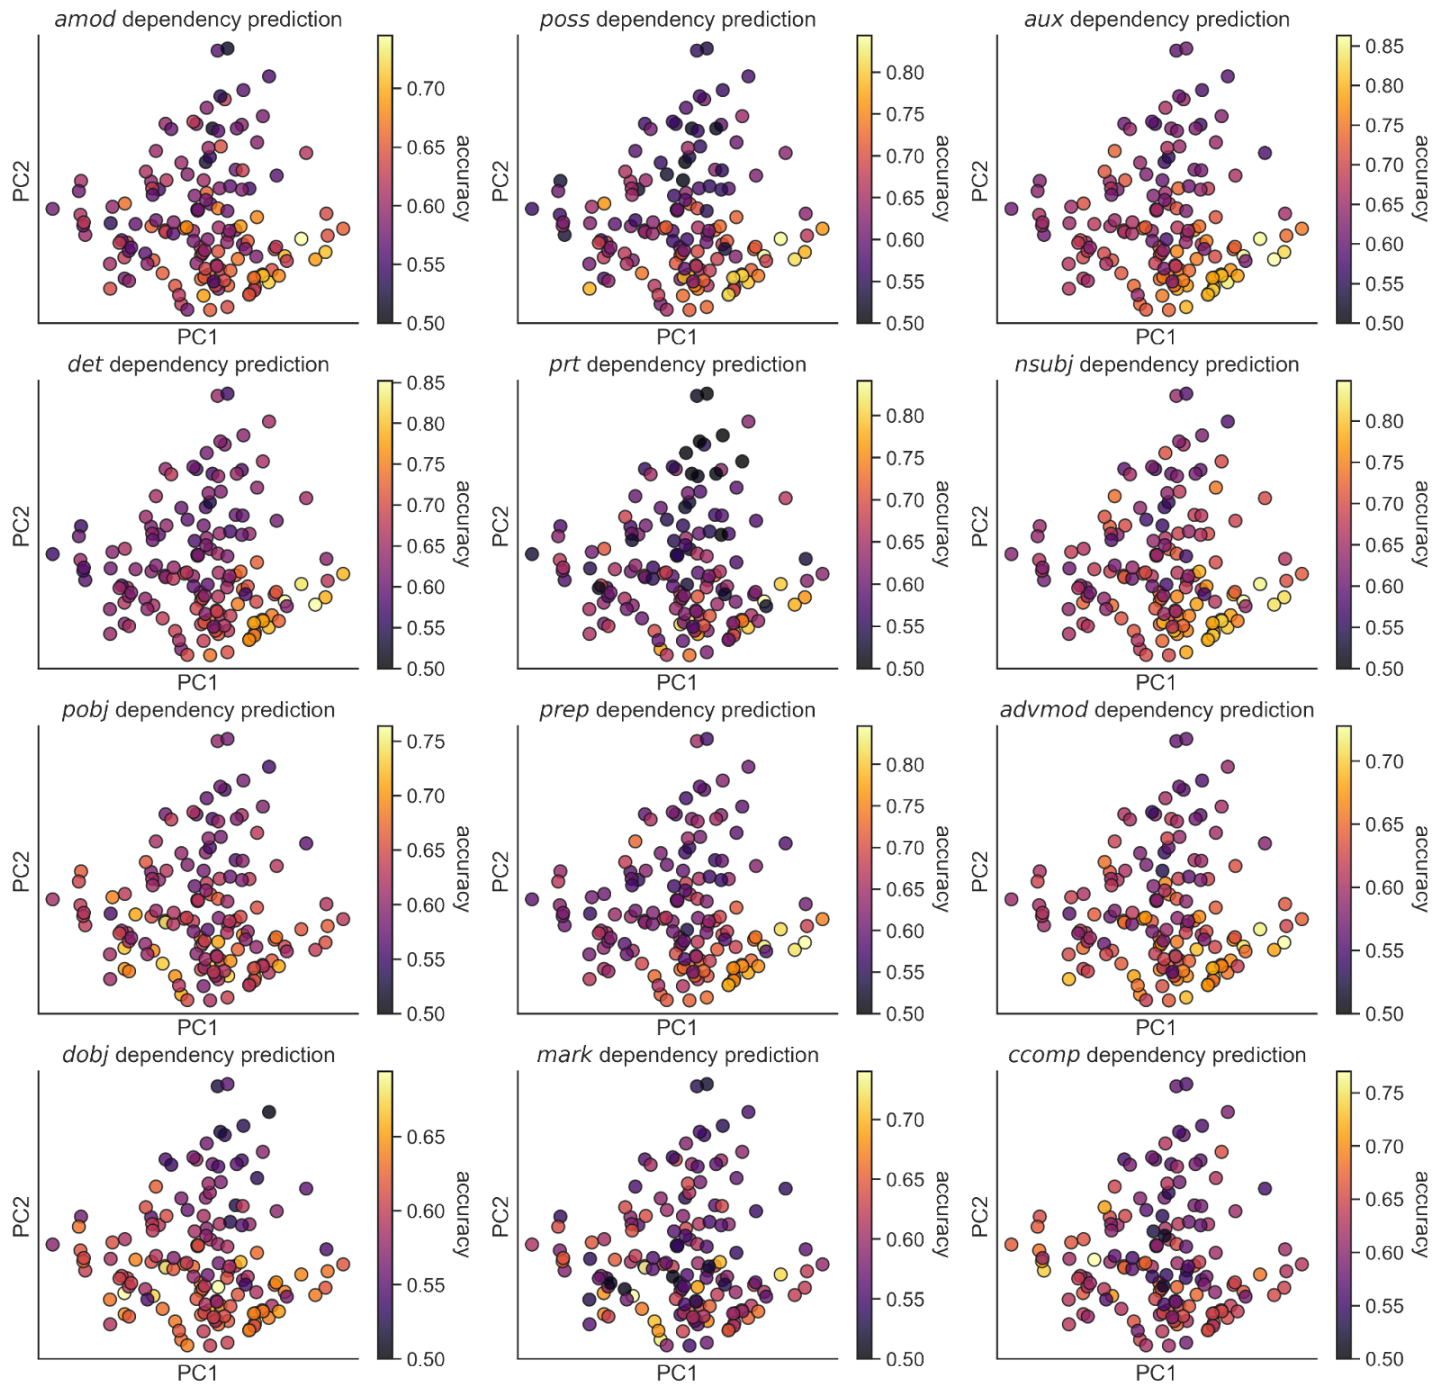 amod dependency prediction
PC2
PC1
0.70
0.65
0.60
0.55
0.50
accuracy
poss dependency prediction
PC2
PC1
0.80
0.75
0.70
0.65
0.60
0.55
0.50
accuracy
aux dependency prediction
PC2
PC1
0.85
0.80
0.75
0.70
0.65
0.60
0.55
0.50
accuracy
det dependency prediction
PC2
PC1
0.85
0.80
0.75
0.70
0.65
0.60
0.55
0.50
accuracy
prt dependency prediction
PC2
PC1
0.80
0.75
0.70
0.65
0.60
0.55
0.50
accuracy
nsubj dependency prediction
PC2
PC1
0.80
0.75
0.70
0.65
0.60
0.55
0.50
accuracy
pobj dependency prediction
PC2
PC1
0.75
0.70
0.65
0.60
0.55
0.50
accuracy
prep dependency prediction
PC2
PC1
0.80
0.75
0.70
0.65
0.60
0.55
0.50
accuracy
advmod dependency prediction
PC2
PC1
0.70
0.65
0.60
0.55
0.50
accuracy
dobj dependency prediction
PC2
PC1
0.65
0.60
0.55
0.50
accuracy
mark dependency prediction
PC2
PC1
0.70
0.65
0.60
0.55
0.50
accuracy
ccomp dependency prediction
PC2
PC1
0.75
0.70
0.65
0.60
0.55
0.50
accuracy